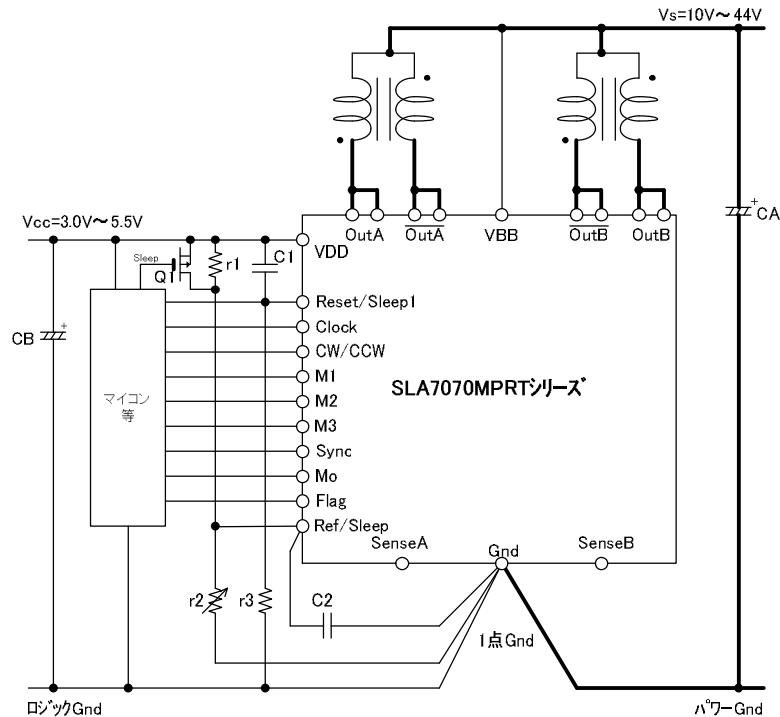 Vs=10V～44V
CA
OutA
OutA
VBB
OutB
OutB
Vcc=3.0V～5.5V
VDD
Sleep
Q1
r1
C1
Reset/Sleep1
Clock
CB
CW/CCW
M1
SLA7070MPRTシリーズ
マイコン
等
M2
M3
Sync
Mo
Flag
Ref/Sleep
SenseA
Gnd
SenseB
r2
r3
C2
1点Gnd
ロジックGnd
パワーGnd